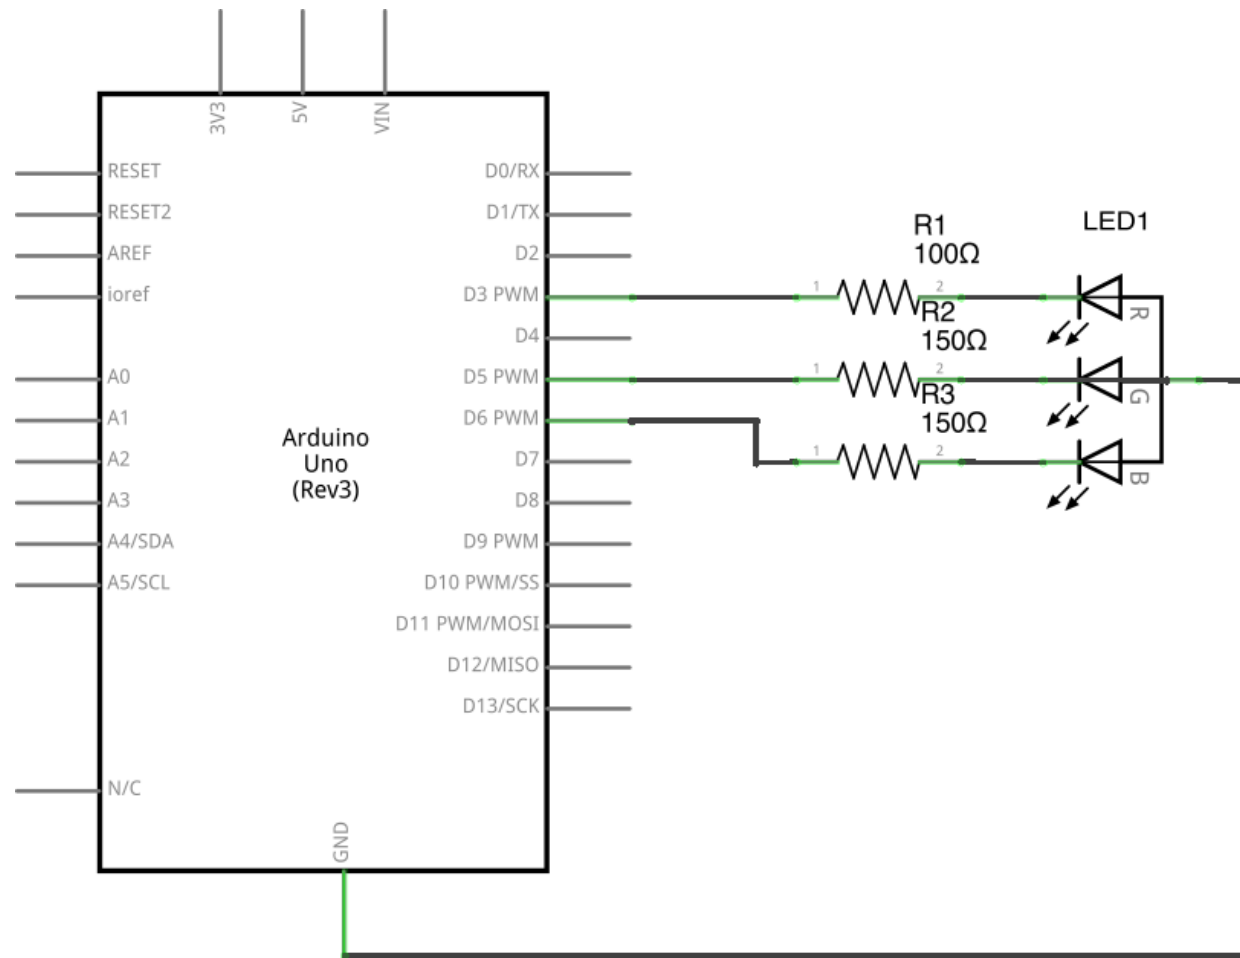 3V3
5V
VIN
RESET
RESET2
AREF
ioref
A0
A1
A2
A3
A4/SDA
A5/SCL
N/C
Arduino
Uno
(Rev3)
D0/RX
D1/TX
D2
D3 PWM
D4
D5 PWM
D6 PWM
D7
D8
D9 PWM
D10 PWM/SS
D11 PWM/MOSI
D12/MISO
D13/SCK
GND
R1
100Ω
1
2
R2
150Ω
1
2
R3
150Ω
1
2
LED1
R
G
B